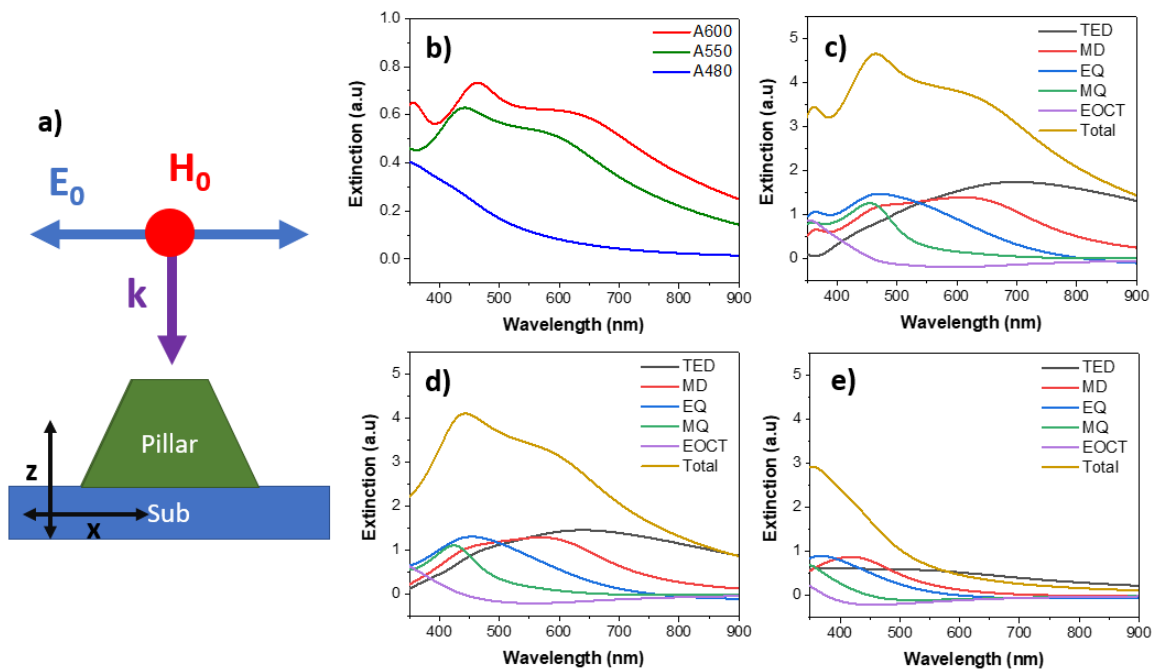 a)
E0
H0
k
Pillar
Sub
z
x
b)
A600
A550
A480
Extinction (a.u)
1.0
0.8
0.6
0.4
0.2
0.0
400 500 600 700 800 900
Wavelength (nm)
c)
TED
MD
EQ
MQ
EOCT
Total
Extinction (a.u)
5
4
3
2
1
0
400 500 600 700 800 900
Wavelength (nm)
d)
TED
MD
EQ
MQ
EOCT
Total
Extinction (a.u)
5
4
3
2
1
0
400 500 600 700 800 900
Wavelength (nm)
e)
TED
MD
EQ
MQ
EOCT
Total
Extinction (a.u)
5
4
3
2
1
0
400 500 600 700 800 900
Wavelength (nm)